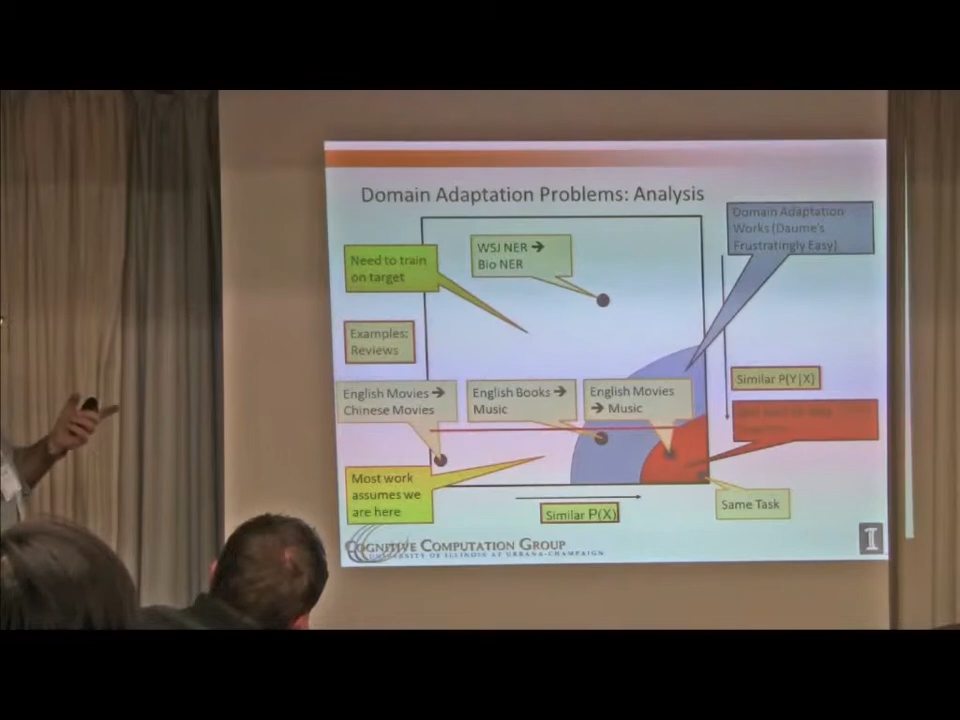 Domain Adaptation Problems: Analysis
Domain Adaptation
Works (Daume's
Frustratingly Easy)
WSJ NER →
Bio NER
Need to train
on target
Examples:
Reviews
English Movies →
Chinese Movies
English Books →
Music
English Movies
→ Music
Similar P(Y|X)
Most work
assumes we
are here
Similar P(X)
Same Task
COGNITIVE COMPUTATION GROUP
UNIVERSITY OF ILLINOIS AT URBANA-CHAMPAIGN
I